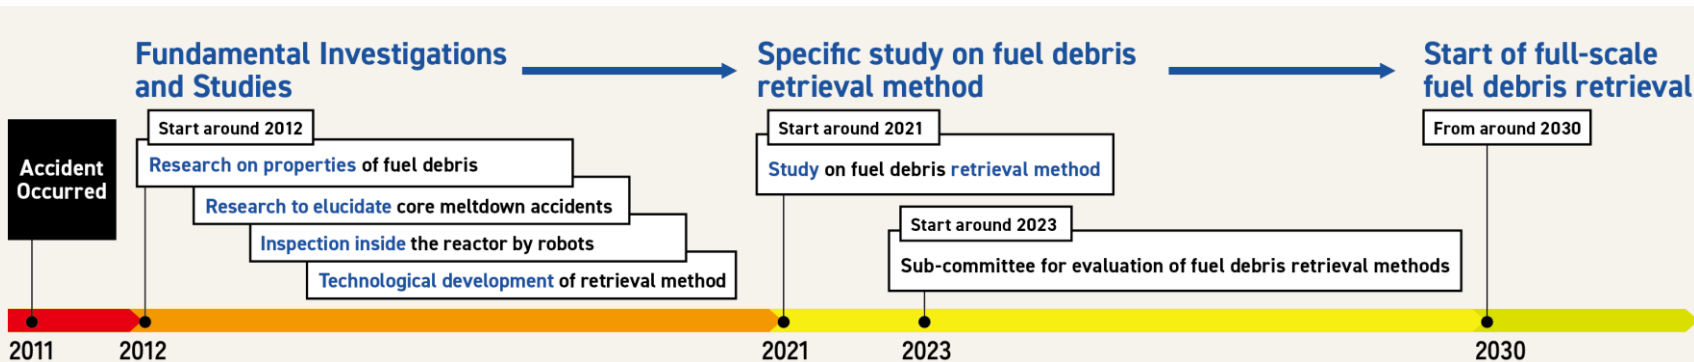 Fundamental Investigations
and Studies
Specific study on fuel debris
retrieval method
Start of full-scale
fuel debris retrieval
Accident
Occurred
Start around 2012
Research on properties of fuel debris
Research to elucidate core meltdown accidents
Inspection inside the reactor by robots
Technological development of retrieval method
Start around 2021
Study on fuel debris retrieval method
Start around 2023
Sub-committee for evaluation of fuel debris retrieval methods
From around 2030
2011
2012
2021
2023
2030